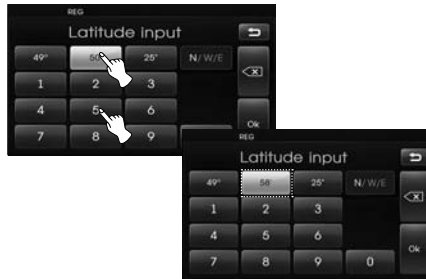 REG
Latitude input
49° 50' 25" N/W/E
1 2 3
4 5 6
7 8 9
Ok
REG
Latitude input
49° 58' 25" N/W/E
1 2 3
4 5 6
7 8 9 0
Ok